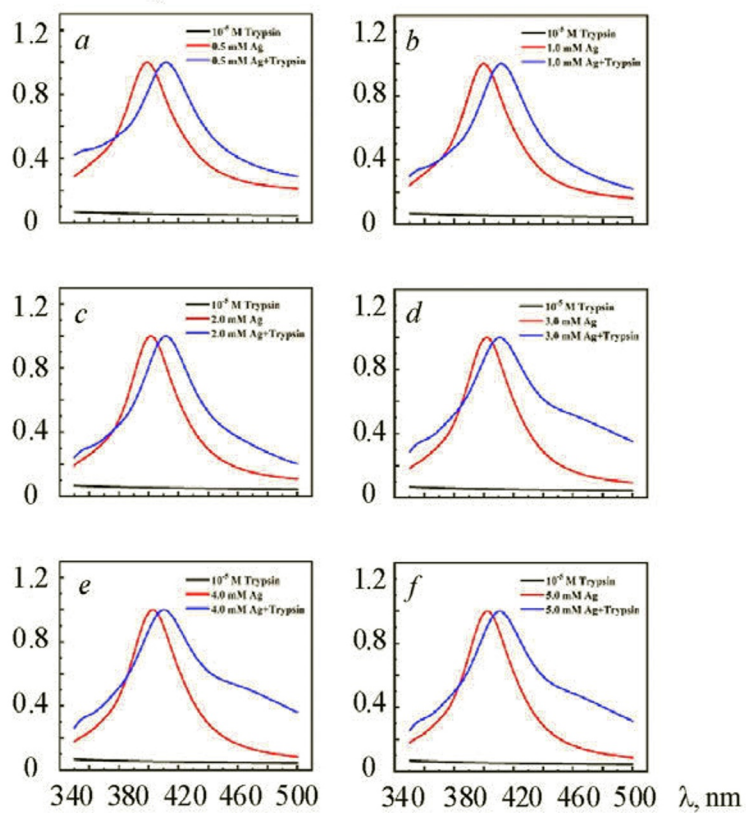 1.2
0.8
0.4
0
a
10⁻⁵ M Trypsin
0.5 mM Ag
0.5 mM Ag+Trypsin
1.2
0.8
0.4
0
b
10⁻⁵ M Trypsin
1.0 mM Ag
1.0 mM Ag+Trypsin
1.2
0.8
0.4
0
c
10⁻⁵ M Trypsin
2.0 mM Ag
2.0 mM Ag+Trypsin
1.2
0.8
0.4
0
d
10⁻⁵ M Trypsin
3.0 mM Ag
3.0 mM Ag+Trypsin
1.2
0.8
0.4
0
e
10⁻⁵ M Trypsin
4.0 mM Ag
4.0 mM Ag+Trypsin
340 380 420 460 500
1.2
0.8
0.4
0
f
10⁻⁵ M Trypsin
5.0 mM Ag
5.0 mM Ag+Trypsin
340 380 420 460 500 λ, nm